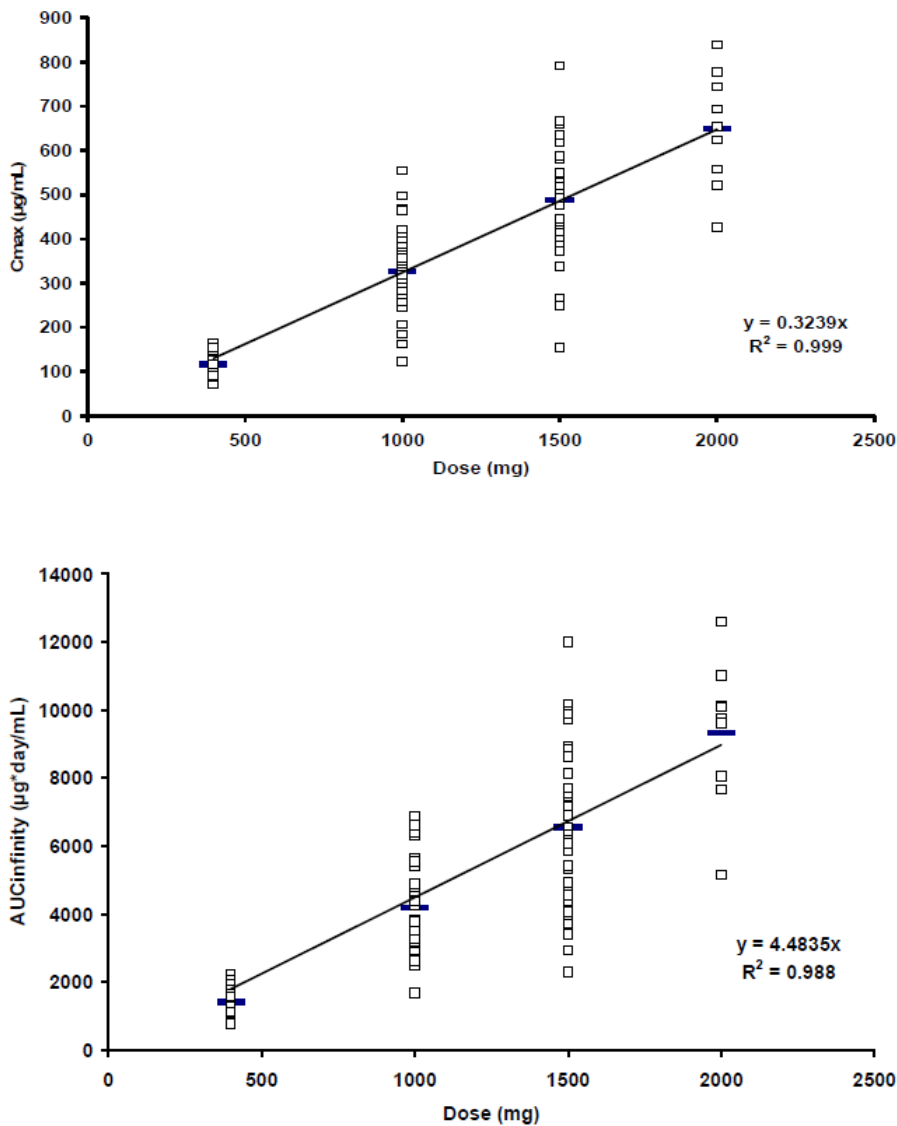 900
800
700
600
500
400
300
200
100
0
Cmax (µg/mL)
y = 0.3239x
R² = 0.999
0 500 1000 1500 2000 2500
Dose (mg)
14000
12000
10000
8000
6000
4000
2000
0
AUCinfinity (µg*day/mL)
y = 4.4835x
R² = 0.988
0 500 1000 1500 2000 2500
Dose (mg)